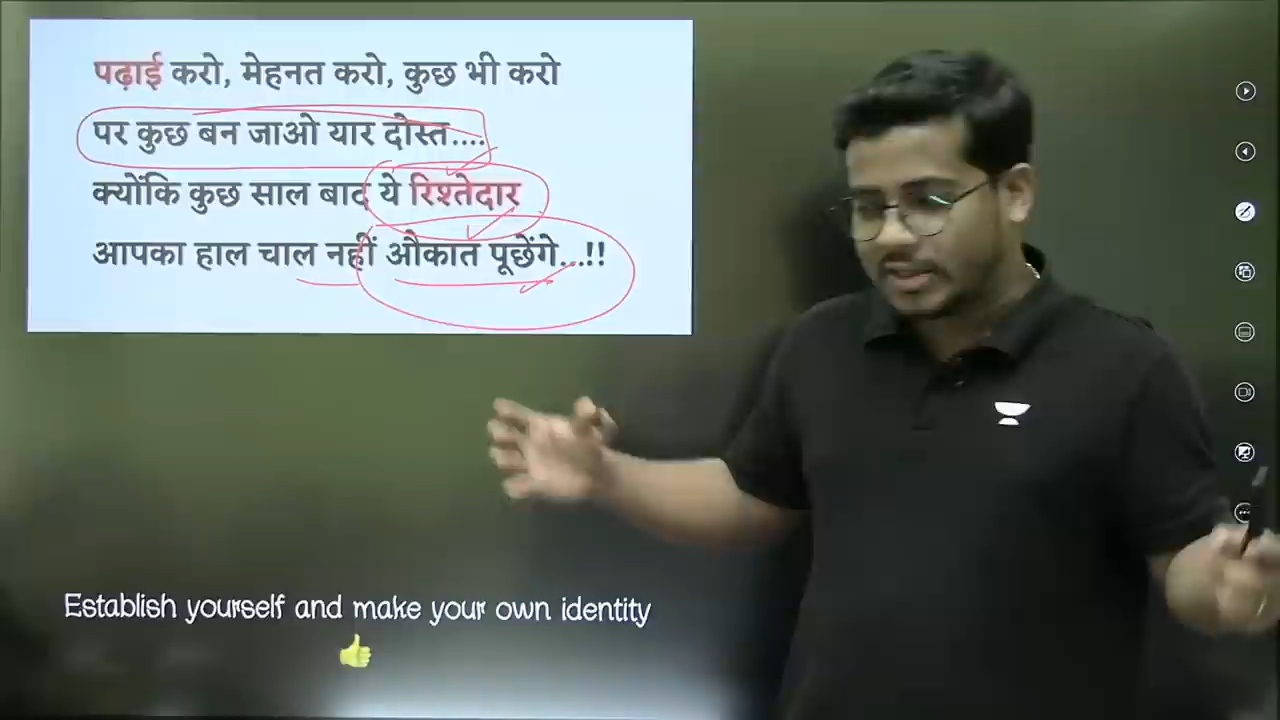 पढ़ाई करो, मेहनत करो, कुछ भी करो
पर कुछ बन जाओ यार दोस्त....
क्योंकि कुछ साल बाद ये रिश्तेदार
आपका हाल चाल नहीं औकात पूछेंगे...!!
Establish yourself and make your own identity